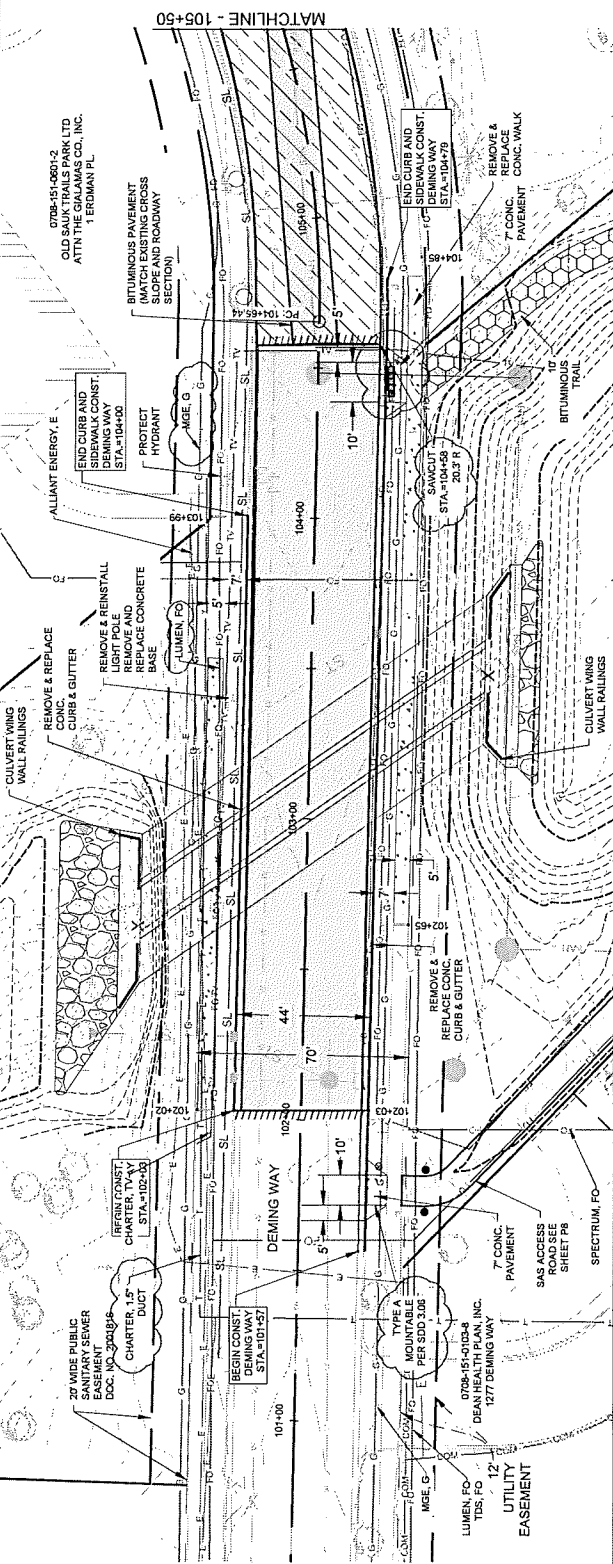 MATCHLINE - 105+50
0708-151-0601-2
OLD SAUK TRAILS PARK LTD
ATTN THE GIALAMAS CO., INC.
1 ERDMAN PL
BITUMINOUS PAVEMENT
(MATCH EXISTING CROSS
SLOPE AND ROADWAY
SECTION)
MGE, G
END CURB AND
SIDEWALK CONST.
DEMING WAY
STA.=104+00
PROTECT
HYDRANT
ALLIANT ENERGY, E
103+99
LUMEN, FO
REMOVE & REINSTALL
LIGHT POLE
REMOVE AND
REPLACE CONCRETE
BASE
REMOVE & REPLACE
CONC.
CURB & GUTTER
CULVERT WING
WALL RAILINGS
102+02
BEGIN CONST.
STA.=102+03
CHARTER, 1.5"
DUCT
20' WIDE PUBLIC
SANITARY SEWER
EASEMENT
BEGIN CONST.
DEMING WAY
STA.=101+57
DEMING WAY
101+00
102+00
103+00
104+00
105+00
PC: 104+65.44
44'
70'
5'
7'
10'
5'
5'
10'
7'
5'
END CURB AND
SIDEWALK CONST.
DEMING WAY
STA.=104+79
REMOVE &
REPLACE
CONC. WALK
104+85
7" CONC.
PAVEMENT
10'
BITUMINOUS
TRAIL
SAWCUT
STA.=104+58
20.3' R
CULVERT WING
WALL RAILINGS
102+65
REMOVE &
REPLACE CONC.
CURB & GUTTER
102+03
7" CONC.
PAVEMENT
SAS ACCESS
ROAD SEE
SHEET P8
SPECTRUM, FO
TYPE A
MOUNTABLE
PER SDD 3.06
0708-151-0103-8
DEAN HEALTH PLAN, INC.
1277 DEMING WAY
MGE, G
LUMEN, FO
TDS, FO
12'
UTILITY
EASEMENT